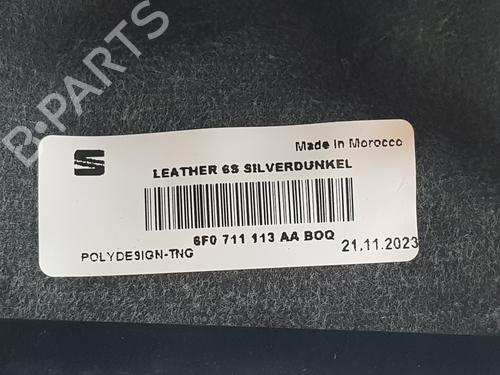 B-PARTS
Made in Morocco
LEATHER 6S SILVERDUNKEL
6F0 711 113 AA BOQ
POLYDESIGN-TNG
21.11.2023